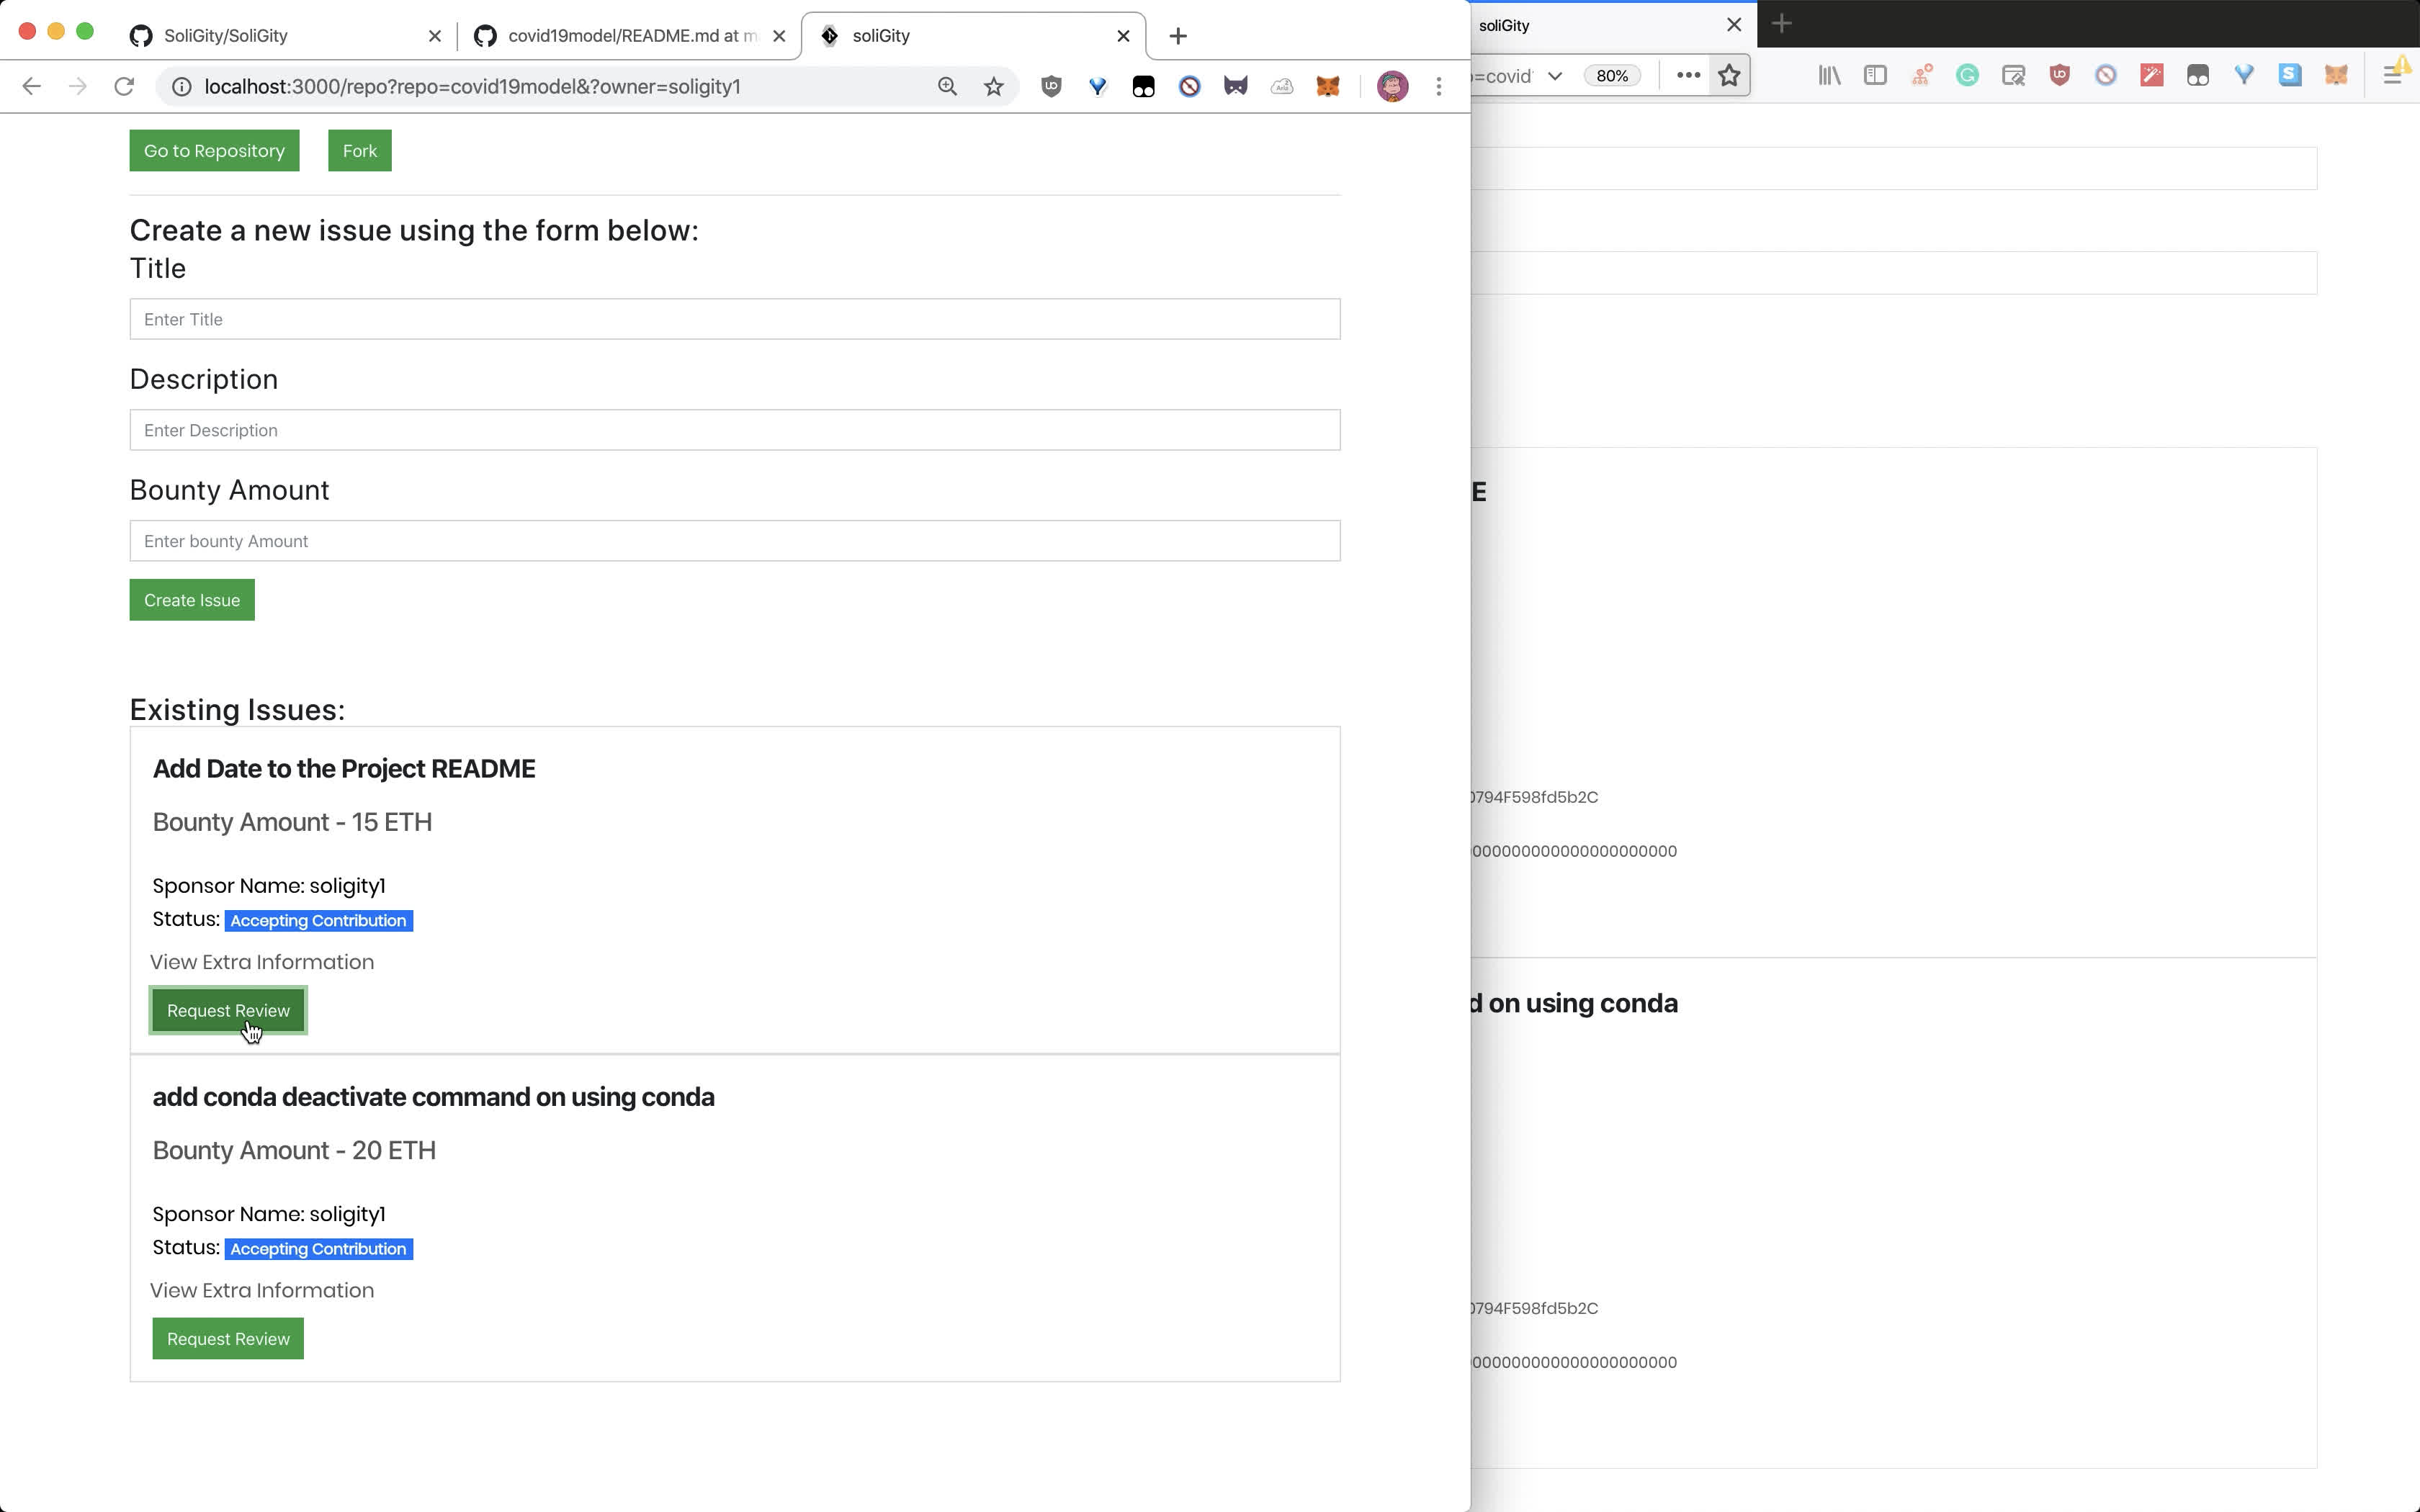 SoliGity/SoliGity
covid19model/README.md at m
soliGity
localhost:3000/repo?repo=covid19model&?owner=soligity1
Go to Repository
Fork
Create a new issue using the form below:
Title
Enter Title
Description
Enter Description
Bounty Amount
Enter bounty Amount
Create Issue
Existing Issues:
Add Date to the Project README
Bounty Amount - 15 ETH
Sponsor Name: soligity1
Status: Accepting Contribution
View Extra Information
Request Review
add conda deactivate command on using conda
Bounty Amount - 20 ETH
Sponsor Name: soligity1
Status: Accepting Contribution
View Extra Information
Request Review
soliGity
=covid
80%
E
0794F598fd5b2C
d on using conda
0794F598fd5b2C